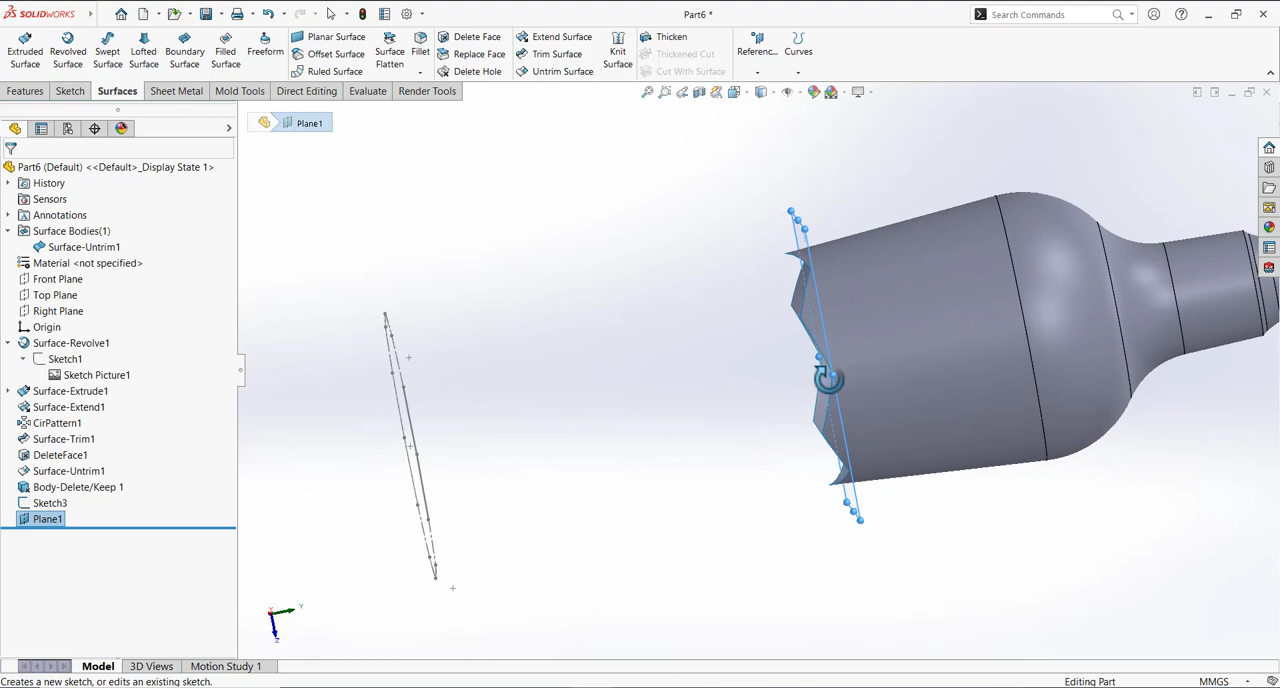 SOLIDWORKS
Part6 *
Search Commands
Extruded Surface
Revolved Surface
Swept Surface
Lofted Surface
Boundary Surface
Filled Surface
Freeform
Planar Surface
Offset Surface
Ruled Surface
Surface Flatten
Fillet
Delete Face
Replace Face
Delete Hole
Extend Surface
Trim Surface
Untrim Surface
Knit Surface
Thicken
Thickened Cut
Cut With Surface
Referenc...
Curves
Features
Sketch
Surfaces
Sheet Metal
Mold Tools
Direct Editing
Evaluate
Render Tools
Plane1
Part6 (Default) <<Default>_Display State 1>
History
Sensors
Annotations
Surface Bodies(1)
Surface-Untrim1
Material <not specified>
Front Plane
Top Plane
Right Plane
Origin
Surface-Revolve1
Sketch1
Sketch Picture1
Surface-Extrude1
Surface-Extend1
CirPattern1
Surface-Trim1
DeleteFace1
Surface-Untrim1
Body-Delete/Keep 1
Sketch3
Plane1
X
Y
Z
Model
3D Views
Motion Study 1
Creates a new sketch, or edits an existing sketch.
Editing Part
MMGS